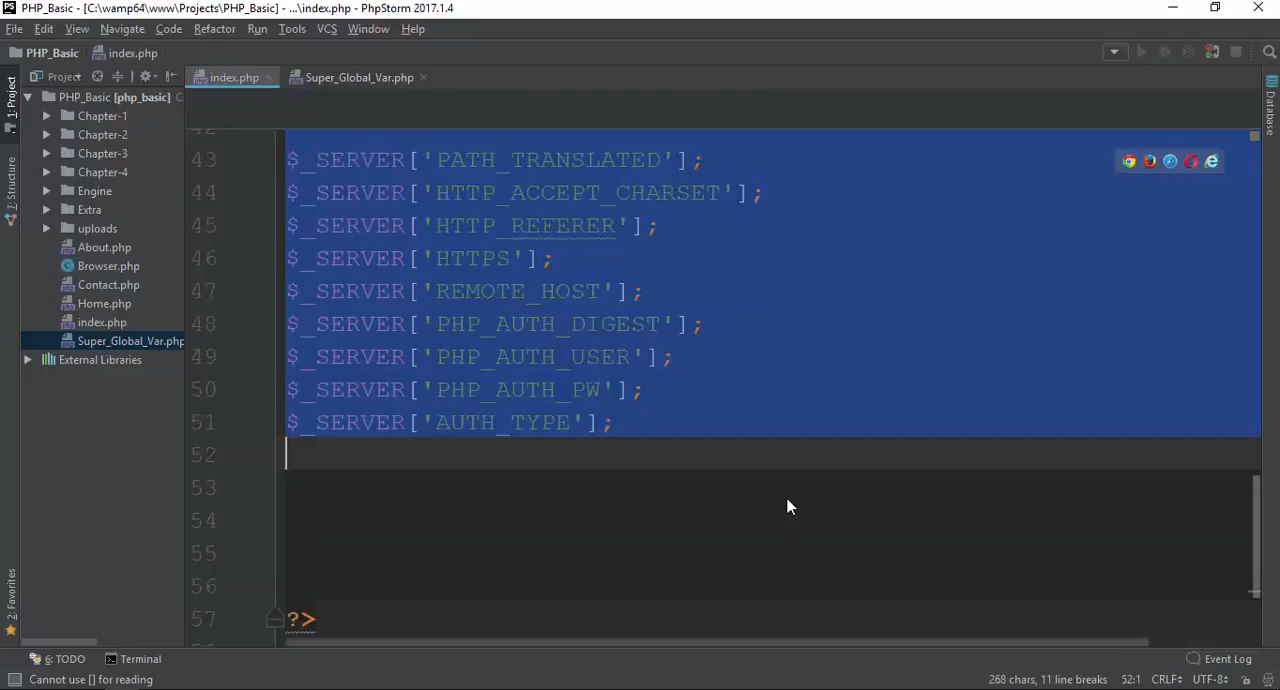 PHP_Basic - [C:\wamp64\www\Projects\PHP_Basic] - ...\index.php - PhpStorm 2017.1.4
File Edit View Navigate Code Refactor Run Tools VCS Window Help
PHP_Basic index.php
1: Project
7: Structure
2: Favorites
Project
PHP_Basic [php_basic] C
Chapter-1
Chapter-2
Chapter-3
Chapter-4
Engine
Extra
uploads
About.php
Browser.php
Contact.php
Home.php
index.php
Super_Global_Var.php
External Libraries
index.php Super_Global_Var.php
42
43 $_SERVER['PATH_TRANSLATED'];
44 $_SERVER['HTTP_ACCEPT_CHARSET'];
45 $_SERVER['HTTP_REFERER'];
46 $_SERVER['HTTPS'];
47 $_SERVER['REMOTE_HOST'];
48 $_SERVER['PHP_AUTH_DIGEST'];
49 $_SERVER['PHP_AUTH_USER'];
50 $_SERVER['PHP_AUTH_PW'];
51 $_SERVER['AUTH_TYPE'];
52
53
54
55
56
57 ?>
Database
6: TODO Terminal Event Log
Cannot use [] for reading 268 chars, 11 line breaks 52:1 CRLF UTF-8